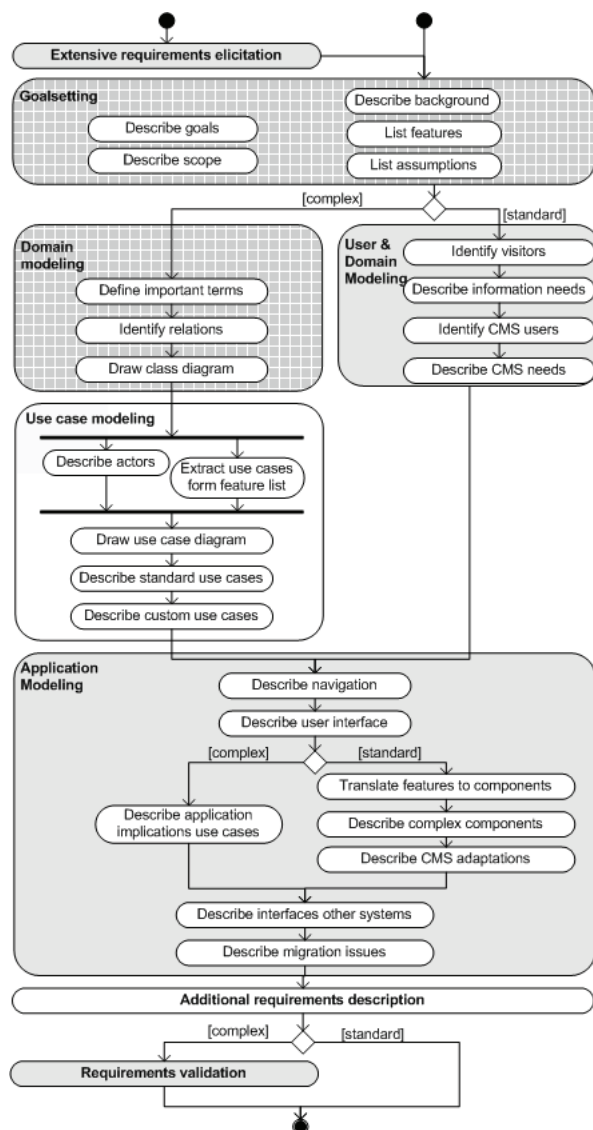 Extensive requirements elicitation
Goalsetting
Describe background
Describe goals
List features
Describe scope
List assumptions
[complex]
[standard]
Domain
modeling
Define important terms
Identify relations
Draw class diagram
User &
Domain
Modeling
Identify visitors
Describe information needs
Identify CMS users
Describe CMS needs
Use case modeling
Describe actors
Extract use cases
form feature list
Draw use case diagram
Describe standard use cases
Describe custom use cases
Application
Modeling
Describe navigation
Describe user interface
[complex]
[standard]
Describe application
implications use cases
Translate features to components
Describe complex components
Describe CMS adaptations
Describe interfaces other systems
Describe migration issues
Additional requirements description
[complex]
[standard]
Requirements validation